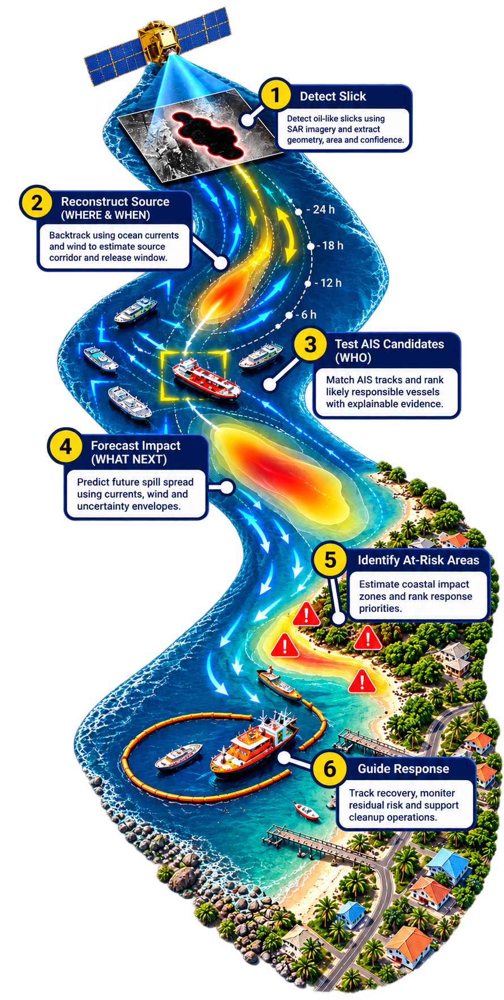 1
Detect Slick
Detect oil-like slicks using
SAR imagery and extract
geometry, area and confidence.
2
Reconstruct Source
(WHERE & WHEN)
Backtrack using ocean currents
and wind to estimate source
corridor and release window.
- 24 h
- 18 h
- 12 h
- 6 h
3
Test AIS Candidates
(WHO)
Match AIS tracks and rank
likely responsible vessels
with explainable evidence.
4
Forecast Impact
(WHAT NEXT)
Predict future spill spread
using currents, wind and
uncertainty envelopes.
5
Identify At-Risk Areas
Estimate coastal impact
zones and rank response
priorities.
!
!
!
!
6
Guide Response
Track recovery, moniter
residual risk and support
cleanup operations.